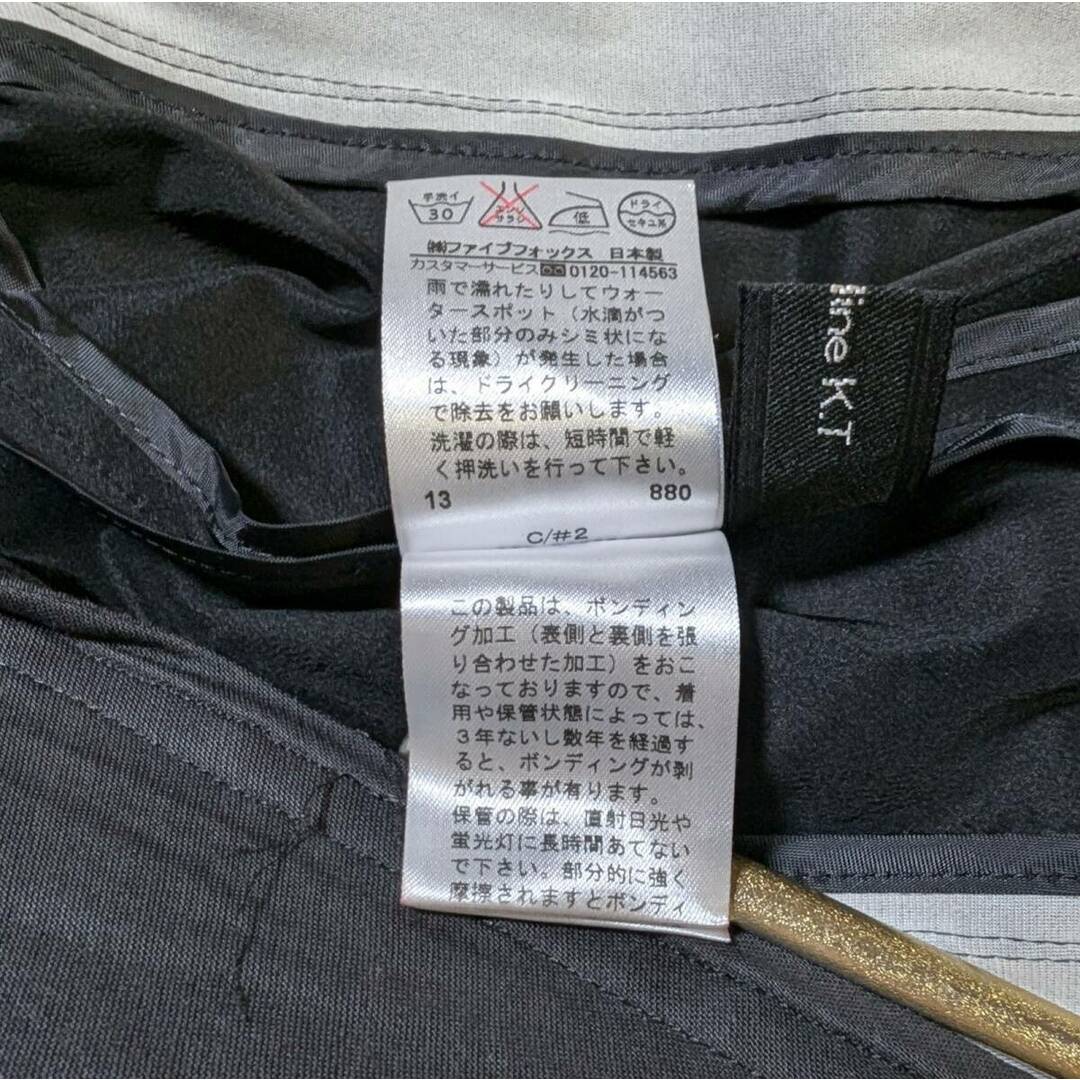 手洗イ
30
エンソ
サラシ
低
ドライ
セキユ系
㈱ファイブフォックス 日本製
カスタマーサービス 0120-114563
雨で濡れたりしてウォー
タースポット（水滴がつ
いた部分のみシミ状にな
る現象）が発生した場合
は、ドライクリーニング
で除去をお願いします。
洗濯の際は、短時間で軽
く押洗いを行って下さい。
13 880
C/#2
この製品は、ボンディン
グ加工（表側と裏側を張
り合わせた加工）をおこ
なっておりますので、着
用や保管状態によっては、
３年ないし数年を経過す
ると、ボンディングが剥
がれる事が有ります。
保管の際は、直射日光や
蛍光灯に長時間あてない
で下さい。部分的に強く
摩擦されますとボンディ
K.T